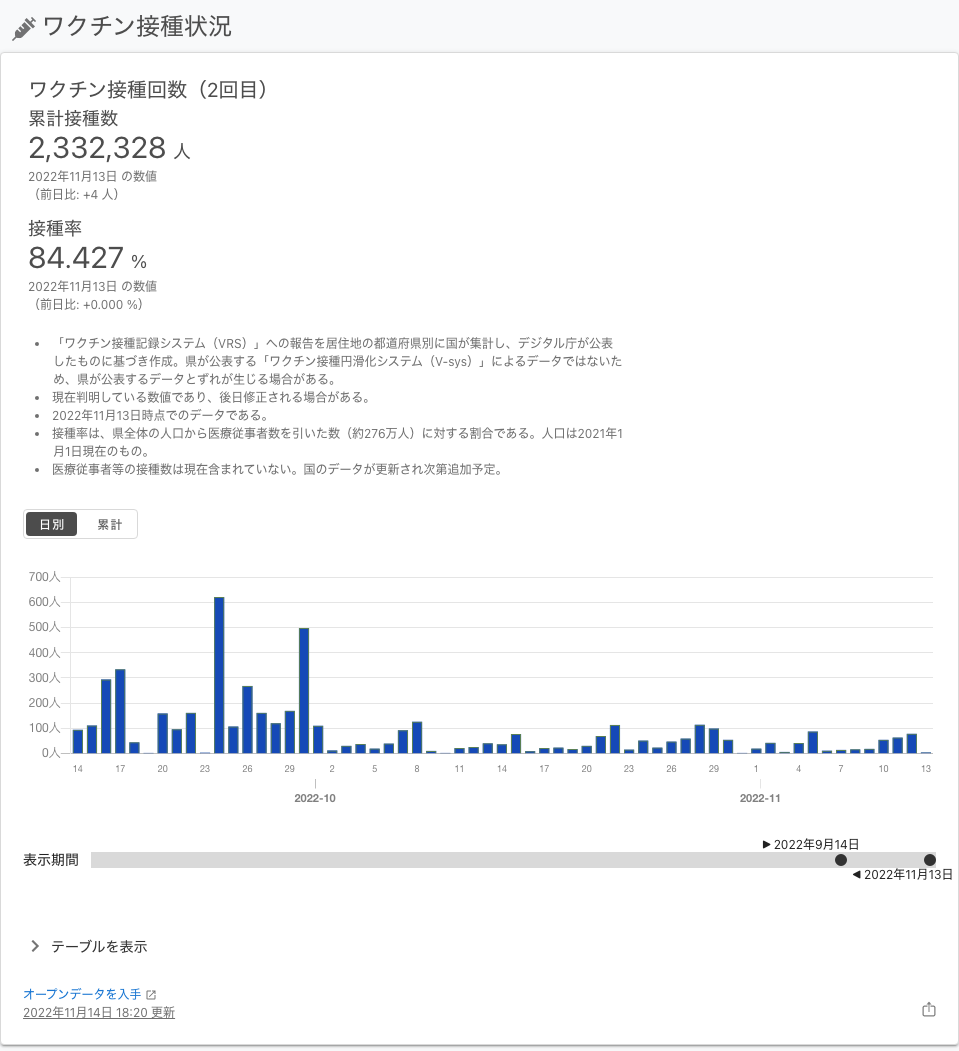 ワクチン接種状況
ワクチン接種回数（2回目）
累計接種数
2,332,328 人
2022年11月13日 の数値
（前日比: +4 人）
接種率
84.427 %
2022年11月13日 の数値
（前日比: +0.000 %）
「ワクチン接種記録システム（VRS）」への報告を居住地の都道府県別に国が集計し、デジタル庁が公表
したものに基づき作成。県が公表する「ワクチン接種円滑化システム（V-sys）」によるデータではないた
め、県が公表するデータとずれが生じる場合がある。
現在判明している数値であり、後日修正される場合がある。
2022年11月13日時点でのデータである。
接種率は、県全体の人口から医療従事者数を引いた数（約276万人）に対する割合である。人口は2021年1
月1日現在のもの。
医療従事者等の接種数は現在含まれていない。国のデータが更新され次第追加予定。
日別 累計
700人
600人
500人
400人
300人
200人
100人
0人
14 17 20 23 26 29 2 5 8 11 14 17 20 23 26 29 1 4 7 10 13
2022-10 2022-11
▶ 2022年9月14日
表示期間
◀ 2022年11月13日
テーブルを表示
オープンデータを入手
2022年11月14日 18:20 更新